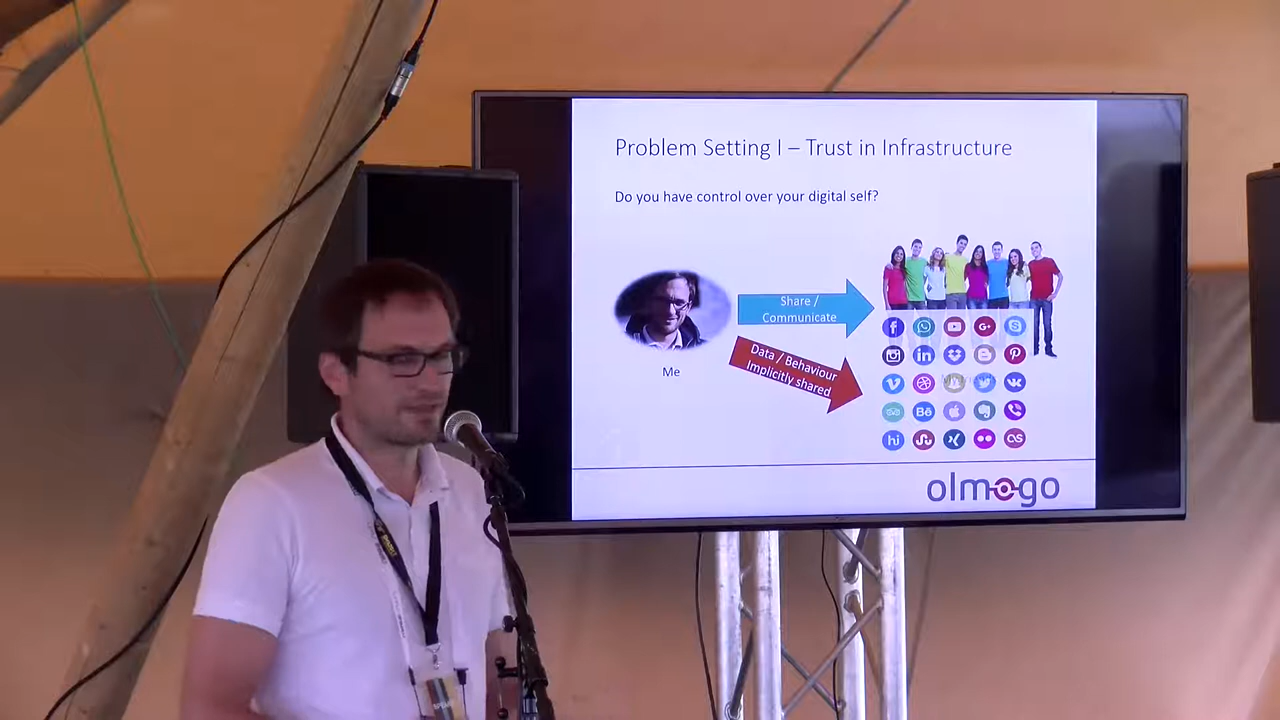 Problem Setting I – Trust in Infrastructure
Do you have control over your digital self?
Share /
Communicate
Data / Behaviour
Implicitly shared
Me
olmogo